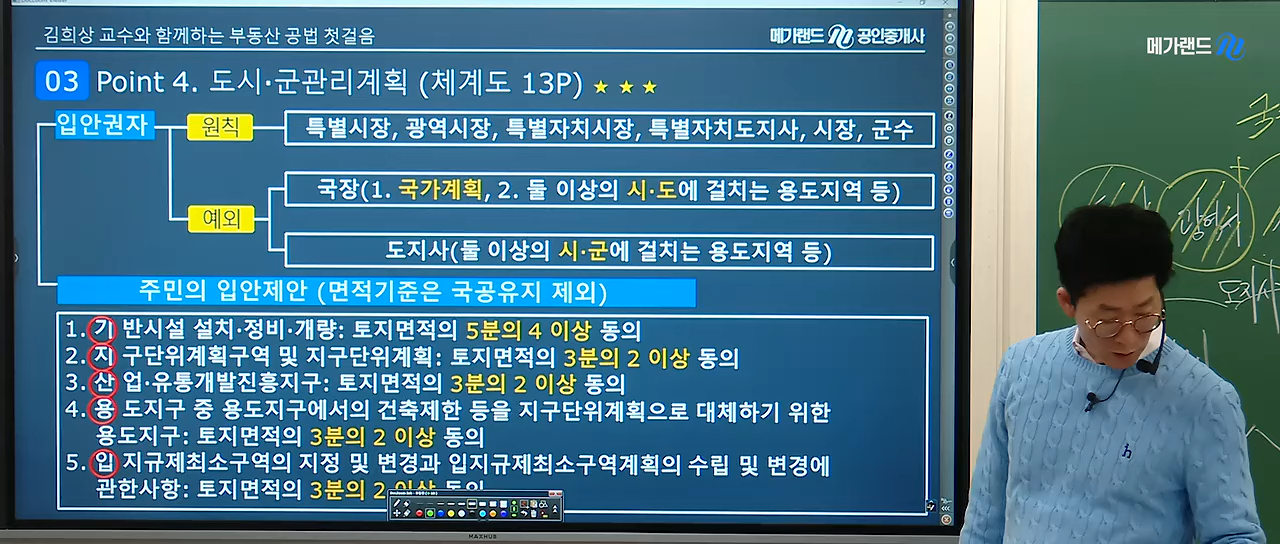 김희상 교수와 함께하는 부동산 공법 첫걸음
메가랜드 공인중개사
메가랜드
03 Point 4. 도시·군관리계획 (체계도 13P) ★ ★ ★
입안권자
원칙
특별시장, 광역시장, 특별자치시장, 특별자치도지사, 시장, 군수
국장(1. 국가계획, 2. 둘 이상의 시·도에 걸치는 용도지역 등)
예외
도지사(둘 이상의 시·군에 걸치는 용도지역 등)
주민의 입안제안 (면적기준은 국공유지 제외)
1. 기 반시설 설치·정비·개량: 토지면적의 5분의 4 이상 동의
2. 지 구단위계획구역 및 지구단위계획: 토지면적의 3분의 2 이상 동의
3. 산 업·유통개발진흥지구: 토지면적의 3분의 2 이상 동의
4. 용 도지구 중 용도지구에서의 건축제한 등을 지구단위계획으로 대체하기 위한
용도지구: 토지면적의 3분의 2 이상 동의
5. 입 지규제최소구역의 지정 및 변경과 입지규제최소구역계획의 수립 및 변경에
관한사항: 토지면적의 3분의 2 이상 동의
광역시
도지사
MAXHUB